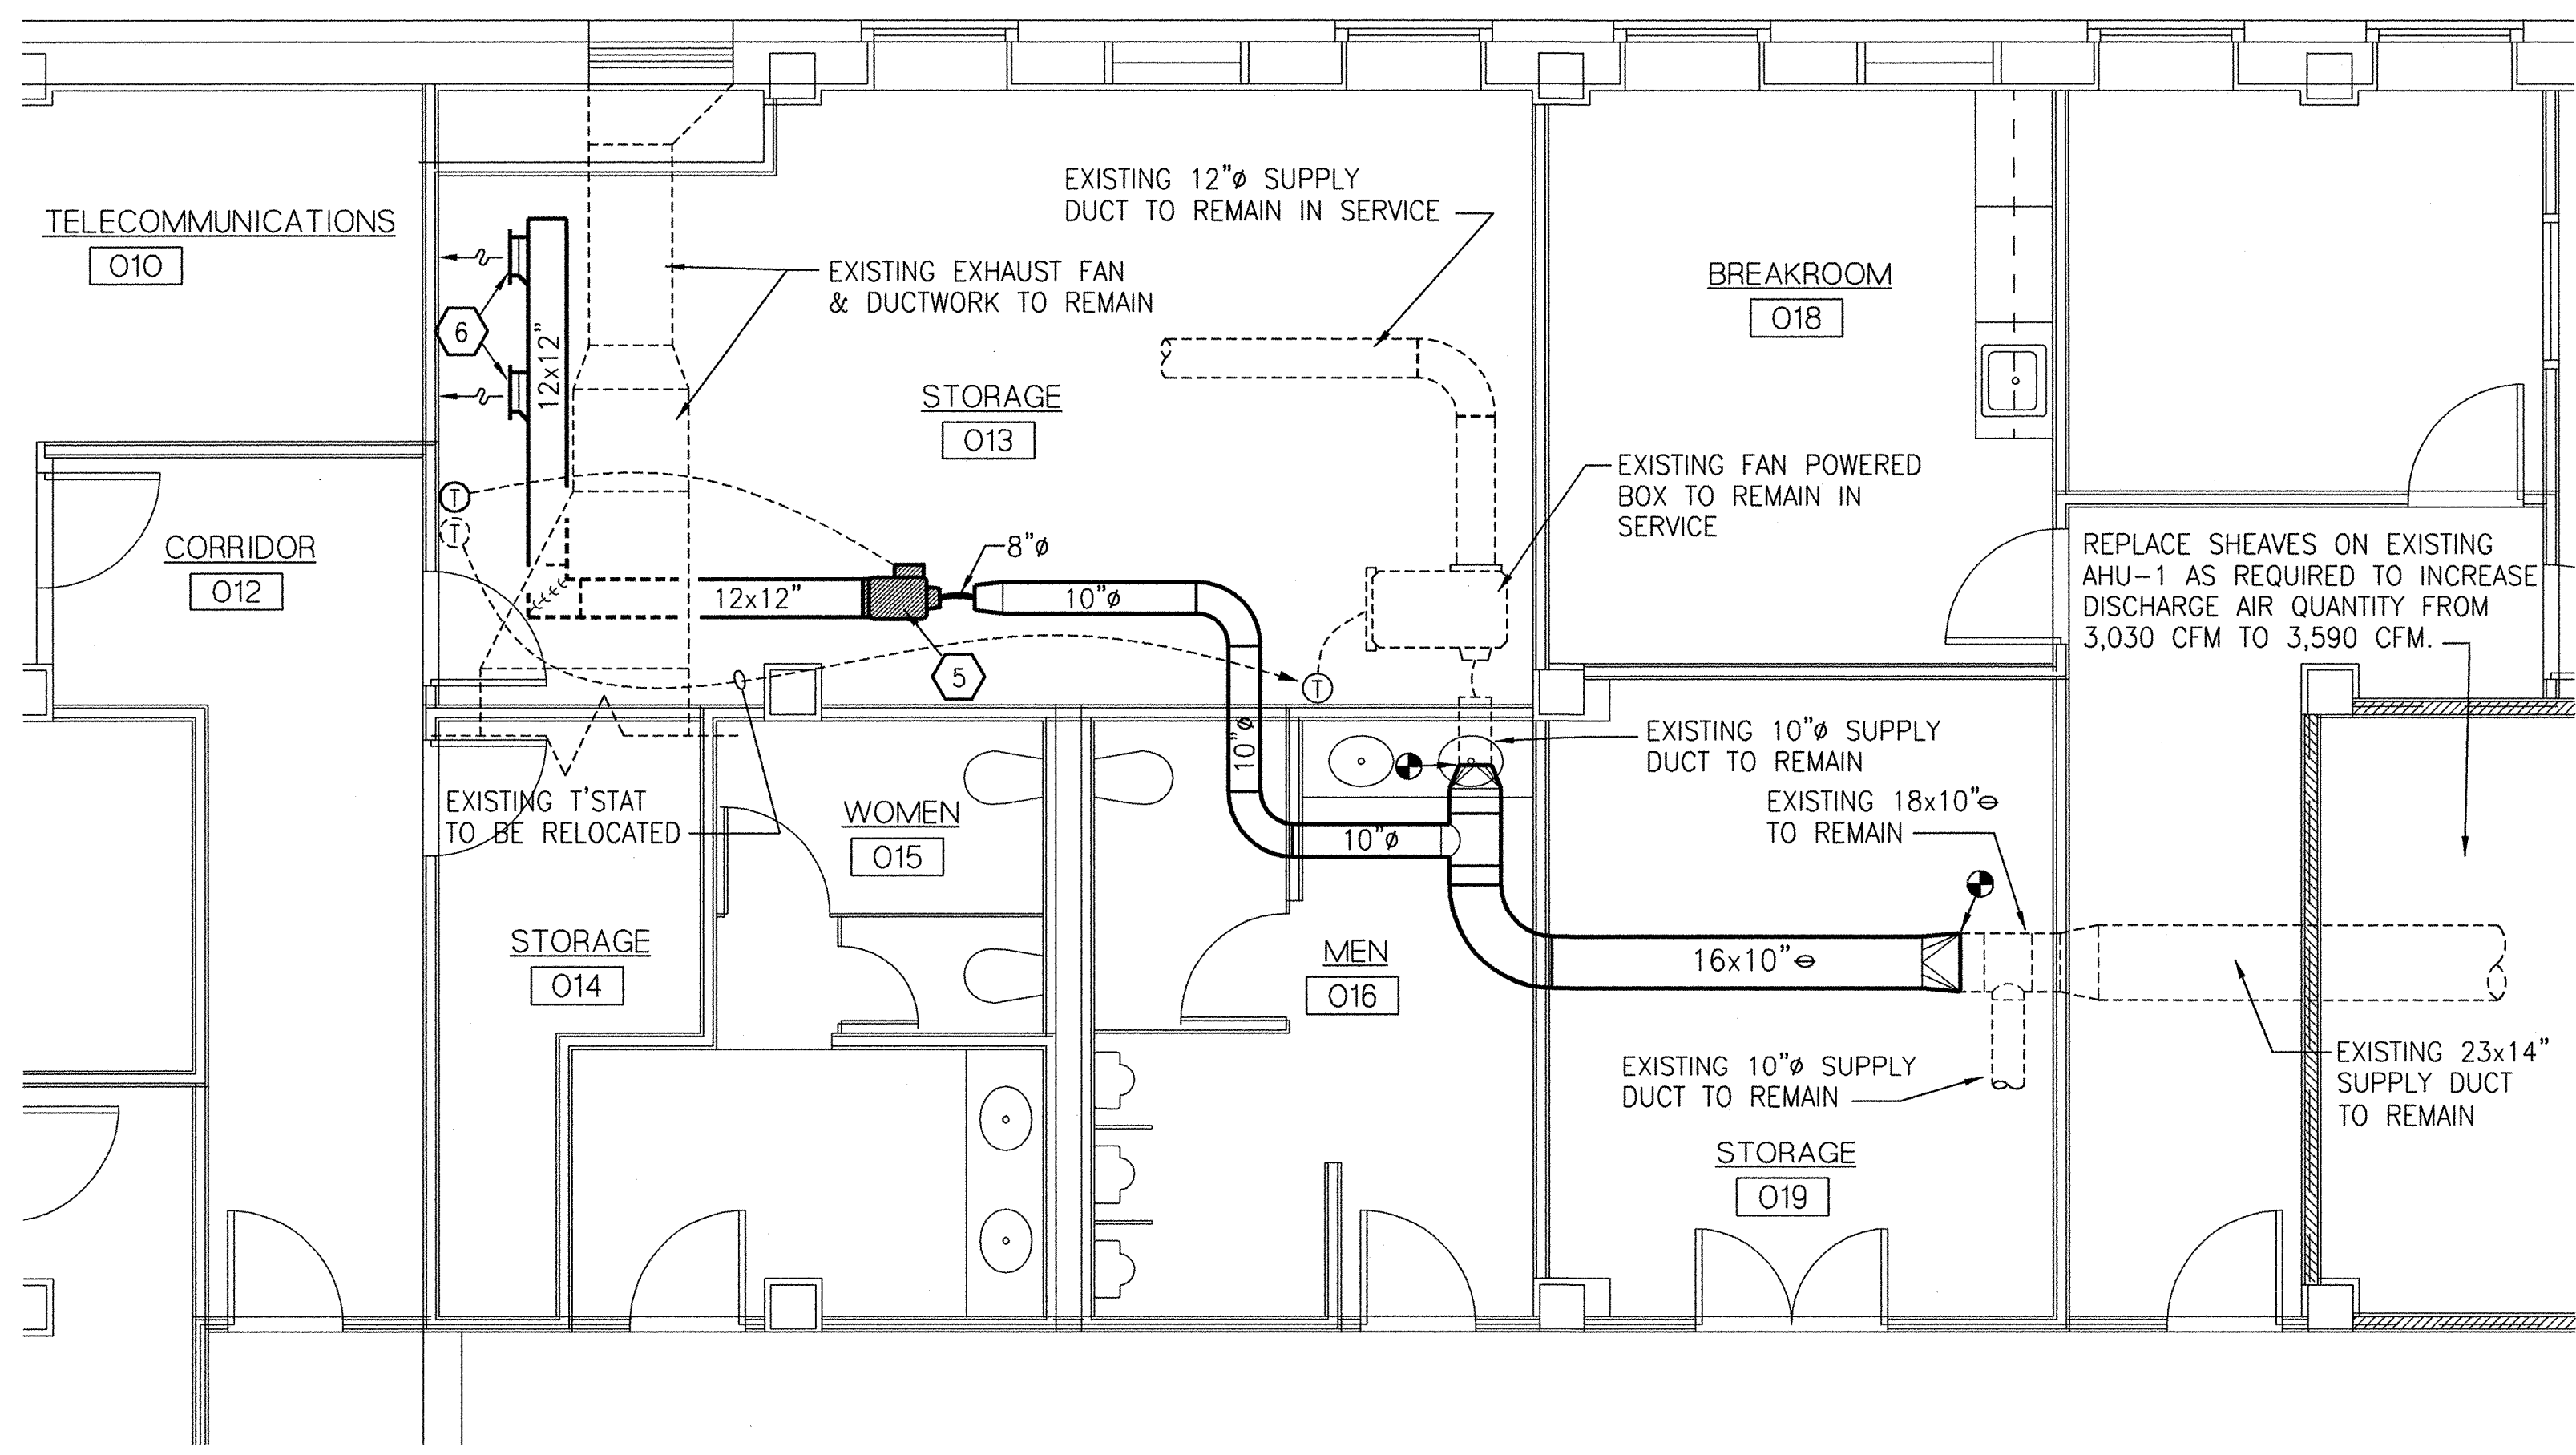 TELECOMMUNICATIONS
010
EXISTING 12"ø SUPPLY
DUCT TO REMAIN IN SERVICE
EXISTING EXHAUST FAN
& DUCTWORK TO REMAIN
BREAKROOM
018
6
12x12"
STORAGE
013
EXISTING FAN POWERED
BOX TO REMAIN IN
SERVICE
T
T
CORRIDOR
012
8"ø
12x12"
10"ø
REPLACE SHEAVES ON EXISTING
AHU-1 AS REQUIRED TO INCREASE
DISCHARGE AIR QUANTITY FROM
3,030 CFM TO 3,590 CFM.
5
T
10"ø
EXISTING 10"ø SUPPLY
DUCT TO REMAIN
EXISTING T'STAT
TO BE RELOCATED
WOMEN
015
10"ø
EXISTING 18x10"⊖
TO REMAIN
STORAGE
014
MEN
016
16x10"⊖
EXISTING 10"ø SUPPLY
DUCT TO REMAIN
EXISTING 23x14"
SUPPLY DUCT
TO REMAIN
STORAGE
019